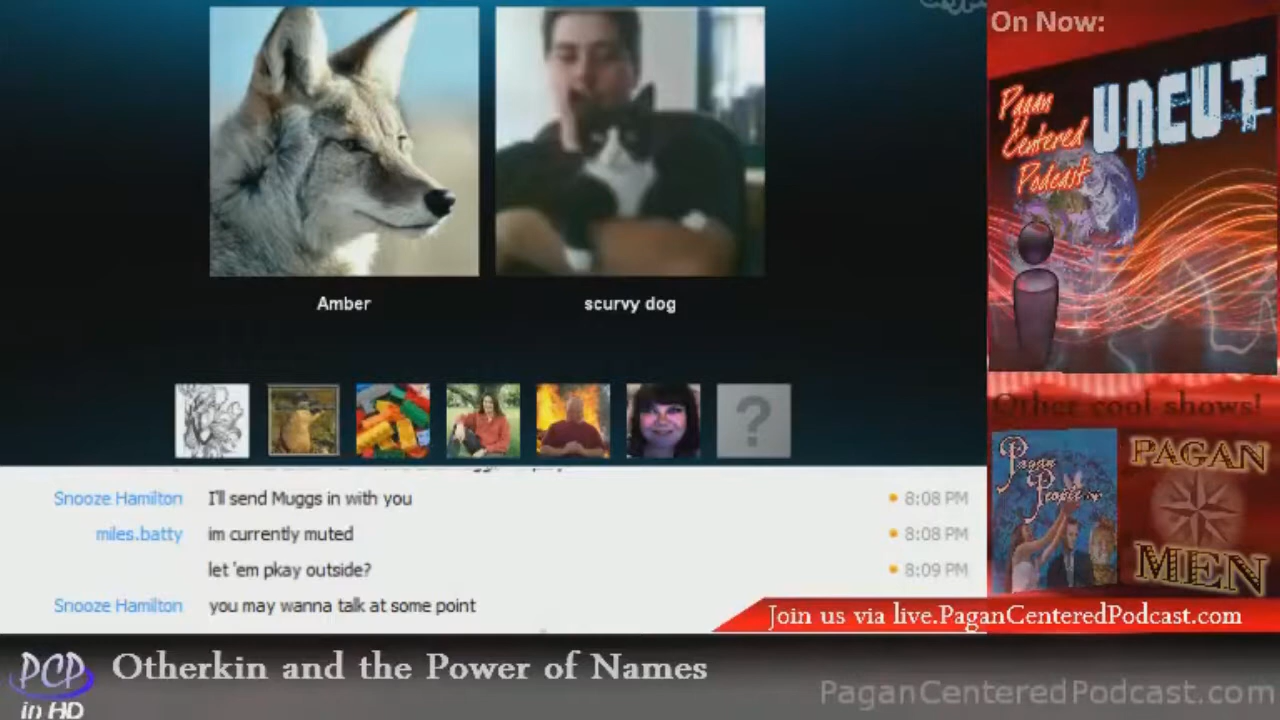 On Now:
Pagan
Centered
Podcast
UNCUT
Amber
scurvy dog
?
Other cool shows!
Pagan
People
PAGAN
MEN
Snooze Hamilton I'll send Muggs in with you 8:08 PM
miles.batty im currently muted 8:08 PM
let 'em pkay outside? 8:09 PM
Snooze Hamilton you may wanna talk at some point
Join us via live.PaganCenteredPodcast.com
PCP
in HD
Otherkin and the Power of Names
PaganCenteredPodcast.com